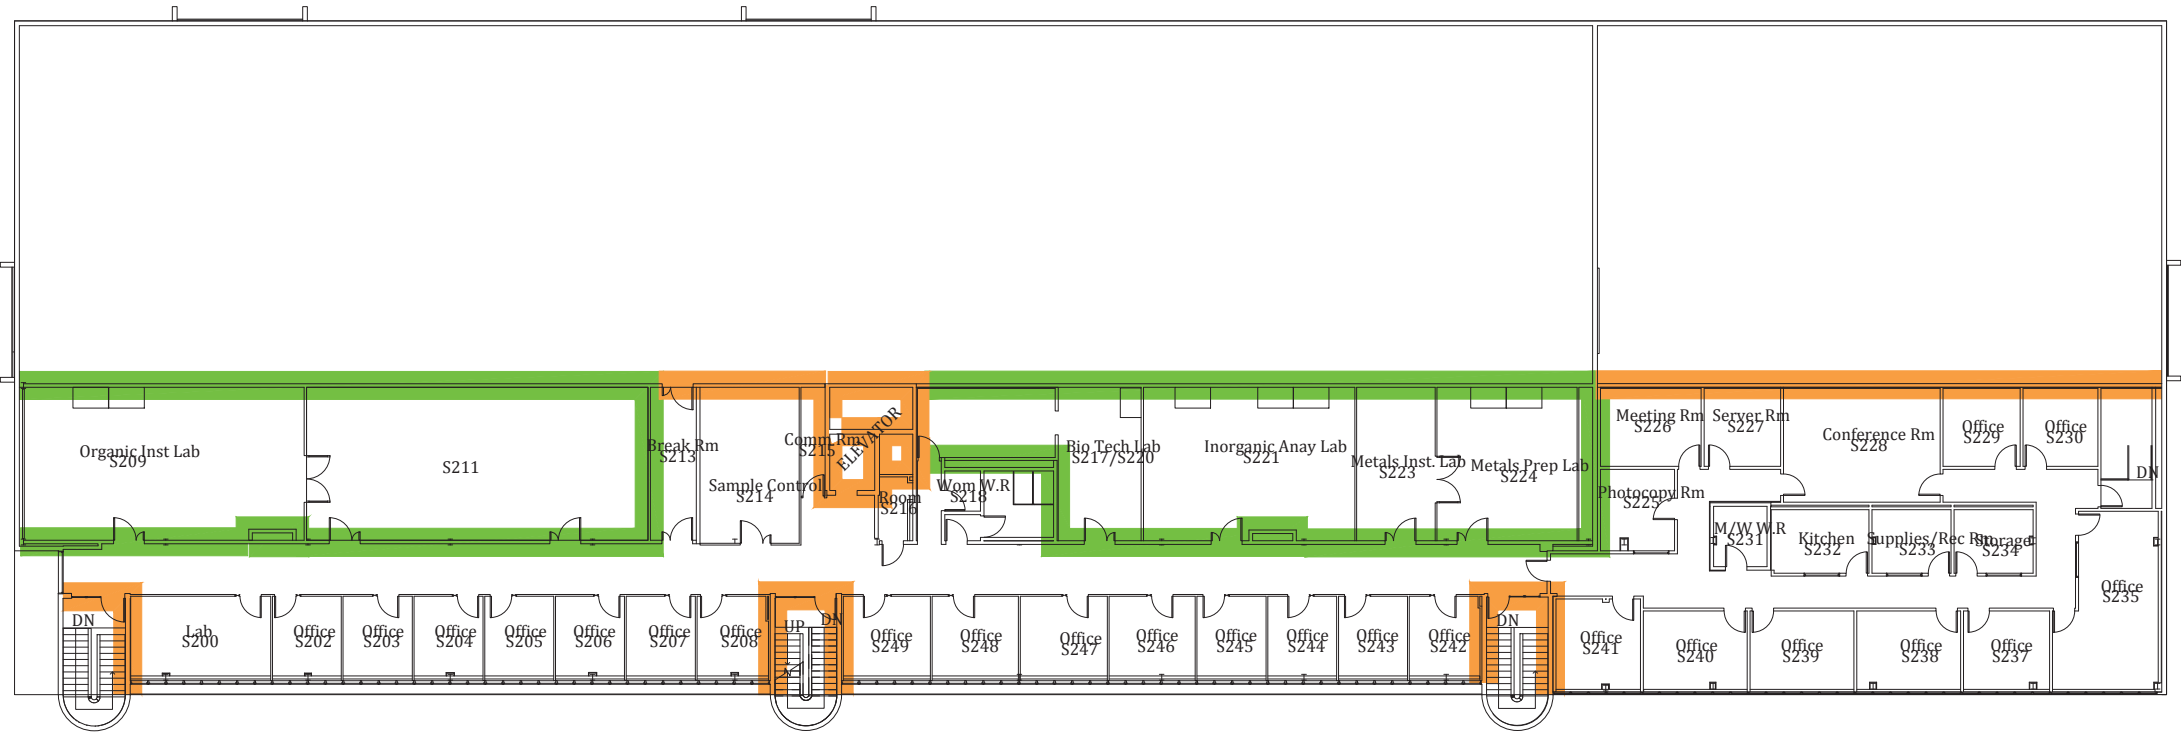 Organic Inst Lab
S209
S211
Break Rm
S213
Sample Controll
S214
Comm.Rm
S215
ELEVATOR
Room
S216
Wom W.R
S218
Bio Tech Lab
S217/S220
Inorganic Anay Lab
S221
Metals Inst. Lab
S223
Metals Prep Lab
S224
Meeting Rm
S226
Server Rm
S227
Conference Rm
S228
Office
S229
Office
S230
DN
Photocopy Rm
S225
M/W W.R
S231
Kitchen
S232
Supplies/Rec Rm
S233
Storage
S234
Office
S235
DN
Lab
S200
Office
S202
Office
S203
Office
S204
Office
S205
Office
S206
Office
S207
Office
S208
UP
DN
Office
S249
Office
S248
Office
S247
Office
S246
Office
S245
Office
S244
Office
S243
Office
S242
DN
Office
S241
Office
S240
Office
S239
Office
S238
Office
S237